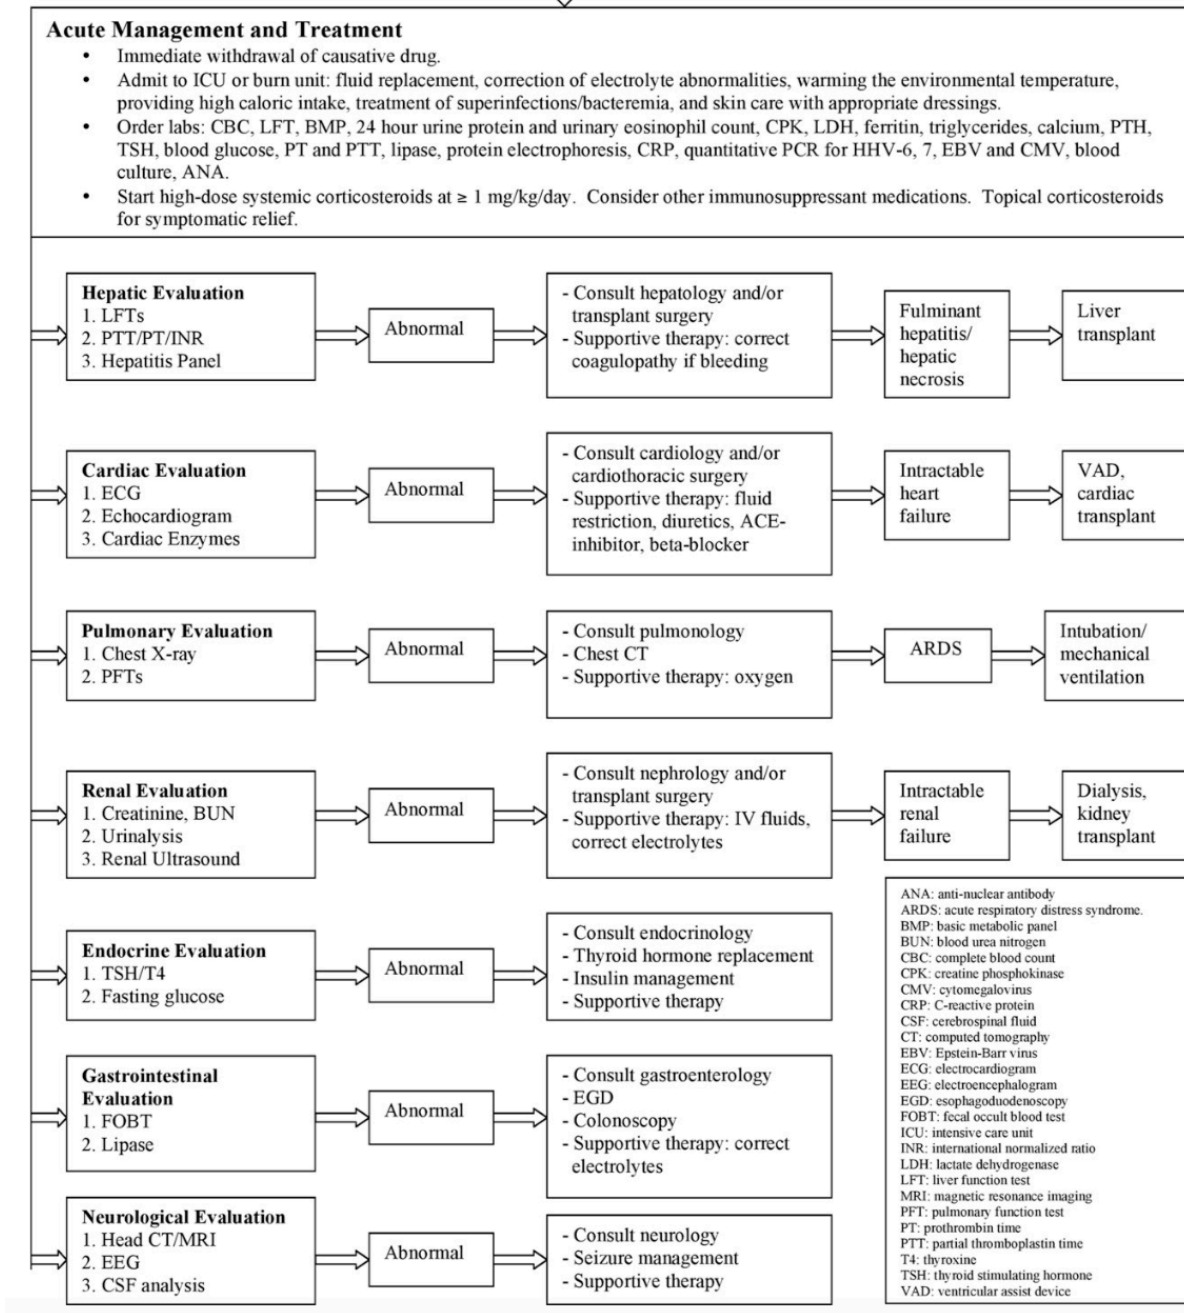 Acute Management and Treatment
• Immediate withdrawal of causative drug.
• Admit to ICU or burn unit: fluid replacement, correction of electrolyte abnormalities, warming the environmental temperature,
providing high caloric intake, treatment of superinfections/bacteremia, and skin care with appropriate dressings.
• Order labs: CBC, LFT, BMP, 24 hour urine protein and urinary eosinophil count, CPK, LDH, ferritin, triglycerides, calcium, PTH,
TSH, blood glucose, PT and PTT, lipase, protein electrophoresis, CRP, quantitative PCR for HHV-6, 7, EBV and CMV, blood
culture, ANA.
• Start high-dose systemic corticosteroids at ≥ 1 mg/kg/day. Consider other immunosuppressant medications. Topical corticosteroids
for symptomatic relief.
Hepatic Evaluation
1. LFTs
2. PTT/PT/INR
3. Hepatitis Panel
Abnormal
- Consult hepatology and/or
transplant surgery
- Supportive therapy: correct
coagulopathy if bleeding
Fulminant
hepatitis/
hepatic
necrosis
Liver
transplant
Cardiac Evaluation
1. ECG
2. Echocardiogram
3. Cardiac Enzymes
Abnormal
- Consult cardiology and/or
cardiothoracic surgery
- Supportive therapy: fluid
restriction, diuretics, ACE-
inhibitor, beta-blocker
Intractable
heart
failure
VAD,
cardiac
transplant
Pulmonary Evaluation
1. Chest X-ray
2. PFTs
Abnormal
- Consult pulmonology
- Chest CT
- Supportive therapy: oxygen
ARDS
Intubation/
mechanical
ventilation
Renal Evaluation
1. Creatinine, BUN
2. Urinalysis
3. Renal Ultrasound
Abnormal
- Consult nephrology and/or
transplant surgery
- Supportive therapy: IV fluids,
correct electrolytes
Intractable
renal
failure
Dialysis,
kidney
transplant
Endocrine Evaluation
1. TSH/T4
2. Fasting glucose
Abnormal
- Consult endocrinology
- Thyroid hormone replacement
- Insulin management
- Supportive therapy
Gastrointestinal
Evaluation
1. FOBT
2. Lipase
Abnormal
- Consult gastroenterology
- EGD
- Colonoscopy
- Supportive therapy: correct
electrolytes
Neurological Evaluation
1. Head CT/MRI
2. EEG
3. CSF analysis
Abnormal
- Consult neurology
- Seizure management
- Supportive therapy
ANA: anti-nuclear antibody
ARDS: acute respiratory distress syndrome.
BMP: basic metabolic panel
BUN: blood urea nitrogen
CBC: complete blood count
CPK: creatine phosphokinase
CMV: cytomegalovirus
CRP: C-reactive protein
CSF: cerebrospinal fluid
CT: computed tomography
EBV: Epstein-Barr virus
ECG: electrocardiogram
EEG: electroencephalogram
EGD: esophagoduodenoscopy
FOBT: fecal occult blood test
ICU: intensive care unit
INR: international normalized ratio
LDH: lactate dehydrogenase
LFT: liver function test
MRI: magnetic resonance imaging
PFT: pulmonary function test
PT: prothrombin time
PTT: partial thromboplastin time
T4: thyroxine
TSH: thyroid stimulating hormone
VAD: ventricular assist device